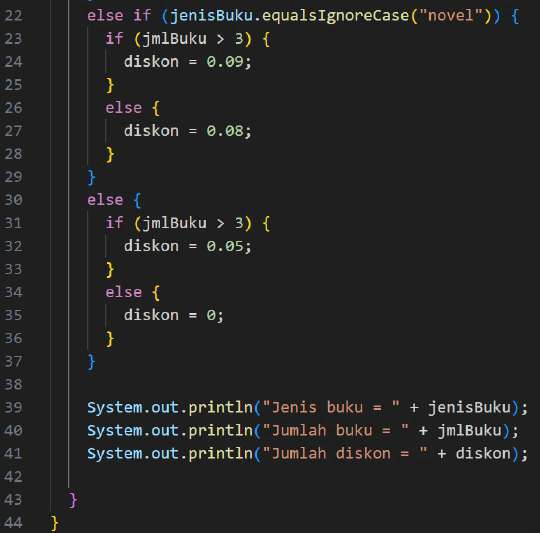 22 else if (jenisBuku.equalsIgnoreCase("novel")) {
23 if (jmlBuku > 3) {
24 diskon = 0.09;
25 }
26 else {
27 diskon = 0.08;
28 }
29 }
30 else {
31 if (jmlBuku > 3) {
32 diskon = 0.05;
33 }
34 else {
35 diskon = 0;
36 }
37 }
38
39 System.out.println("Jenis buku = " + jenisBuku);
40 System.out.println("Jumlah buku = " + jmlBuku);
41 System.out.println("Jumlah diskon = " + diskon);
42
43 }
44 }